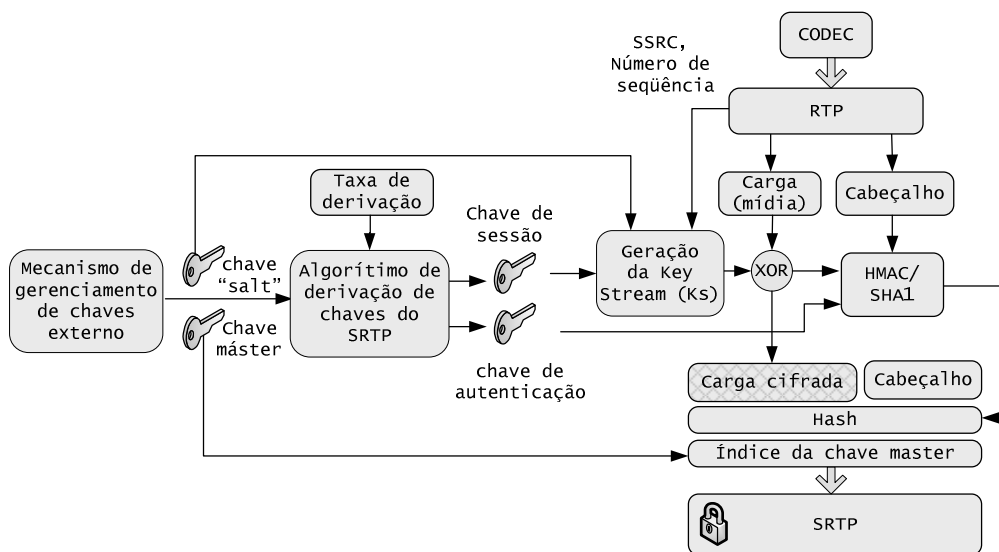 CODEC
SSRC,
Número de
seqüência
RTP
Taxa de
derivação
Carga
(mídia)
Cabeçalho
Chave de
sessão
Mecanismo de
gerenciamento
de chaves
externo
chave
“salt”
Chave
máster
Algorítimo de
derivação de
chaves do
SRTP
Geração
da Key
Stream (Ks)
XOR
HMAC/
SHA1
chave de
autenticação
Carga cifrada
Cabeçalho
Hash
Índice da chave master
SRTP